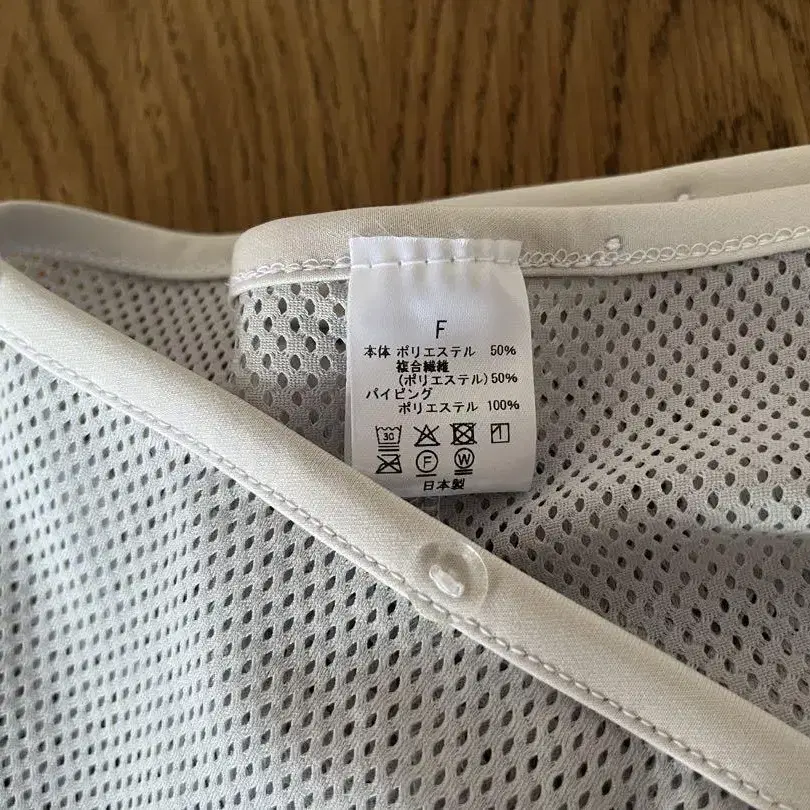 F
本体 ポリエステル 50%
複合繊維
(ポリエステル)50%
パイピング
ポリエステル 100%
30
F W
日本製